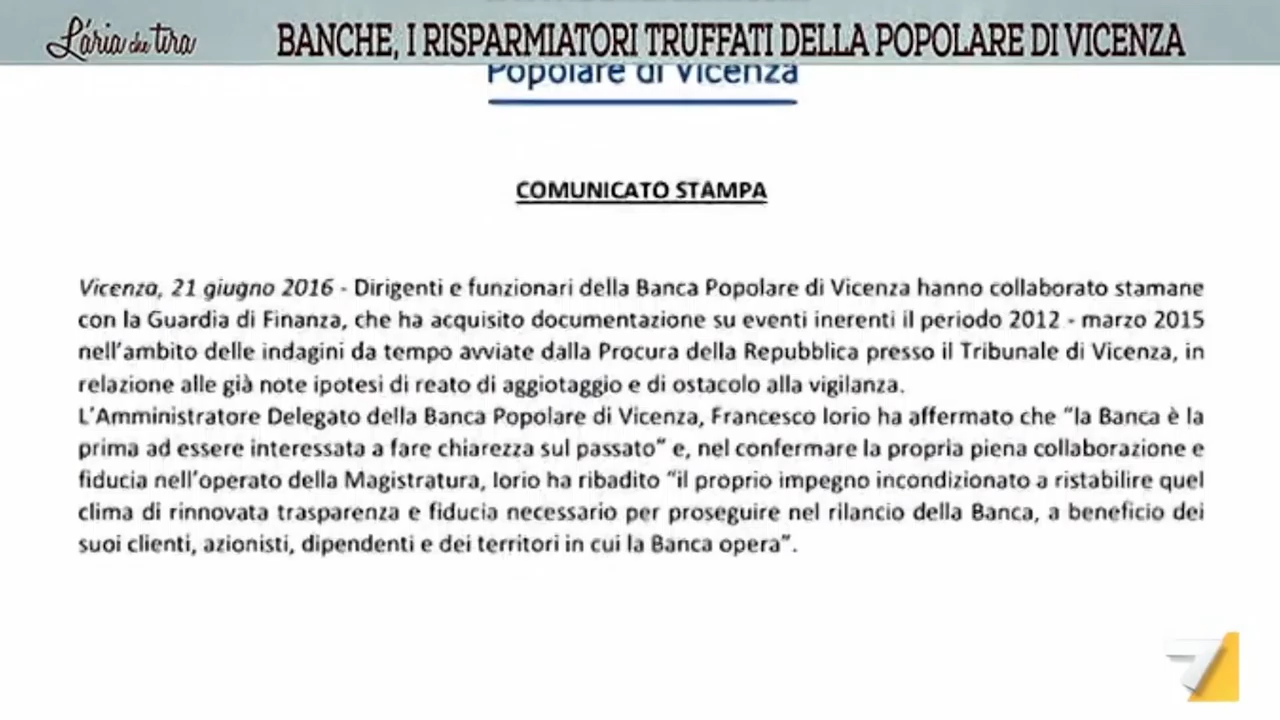 L'aria che tira
BANCHE, I RISPARMIATORI TRUFFATI DELLA POPOLARE DI VICENZA
Popolare di Vicenza
COMUNICATO STAMPA
Vicenza, 21 giugno 2016 - Dirigenti e funzionari della Banca Popolare di Vicenza hanno collaborato stamane
con la Guardia di Finanza, che ha acquisito documentazione su eventi inerenti il periodo 2012 - marzo 2015
nell'ambito delle indagini da tempo avviate dalla Procura della Repubblica presso il Tribunale di Vicenza, in
relazione alle già note ipotesi di reato di aggiotaggio e di ostacolo alla vigilanza.
L'Amministratore Delegato della Banca Popolare di Vicenza, Francesco Iorio ha affermato che "la Banca è la
prima ad essere interessata a fare chiarezza sul passato" e, nel confermare la propria piena collaborazione e
fiducia nell'operato della Magistratura, Iorio ha ribadito "il proprio impegno incondizionato a ristabilire quel
clima di rinnovata trasparenza e fiducia necessario per proseguire nel rilancio della Banca, a beneficio dei
suoi clienti, azionisti, dipendenti e dei territori in cui la Banca opera".
7